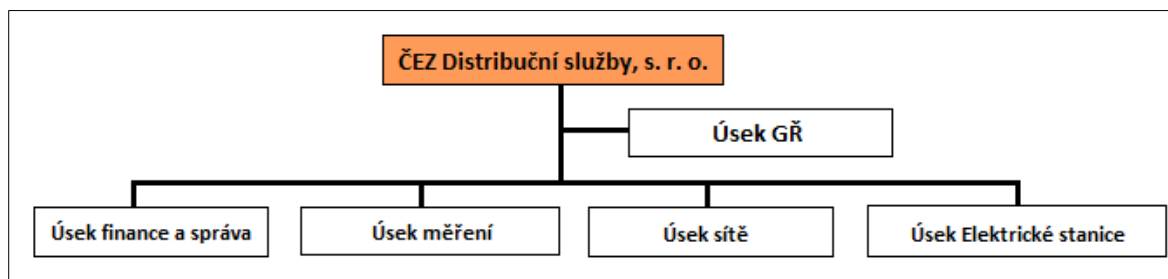 ČEZ Distribuční služby, s. r. o.
Úsek GŘ
Úsek finance a správa
Úsek měření
Úsek sítě
Úsek Elektrické stanice